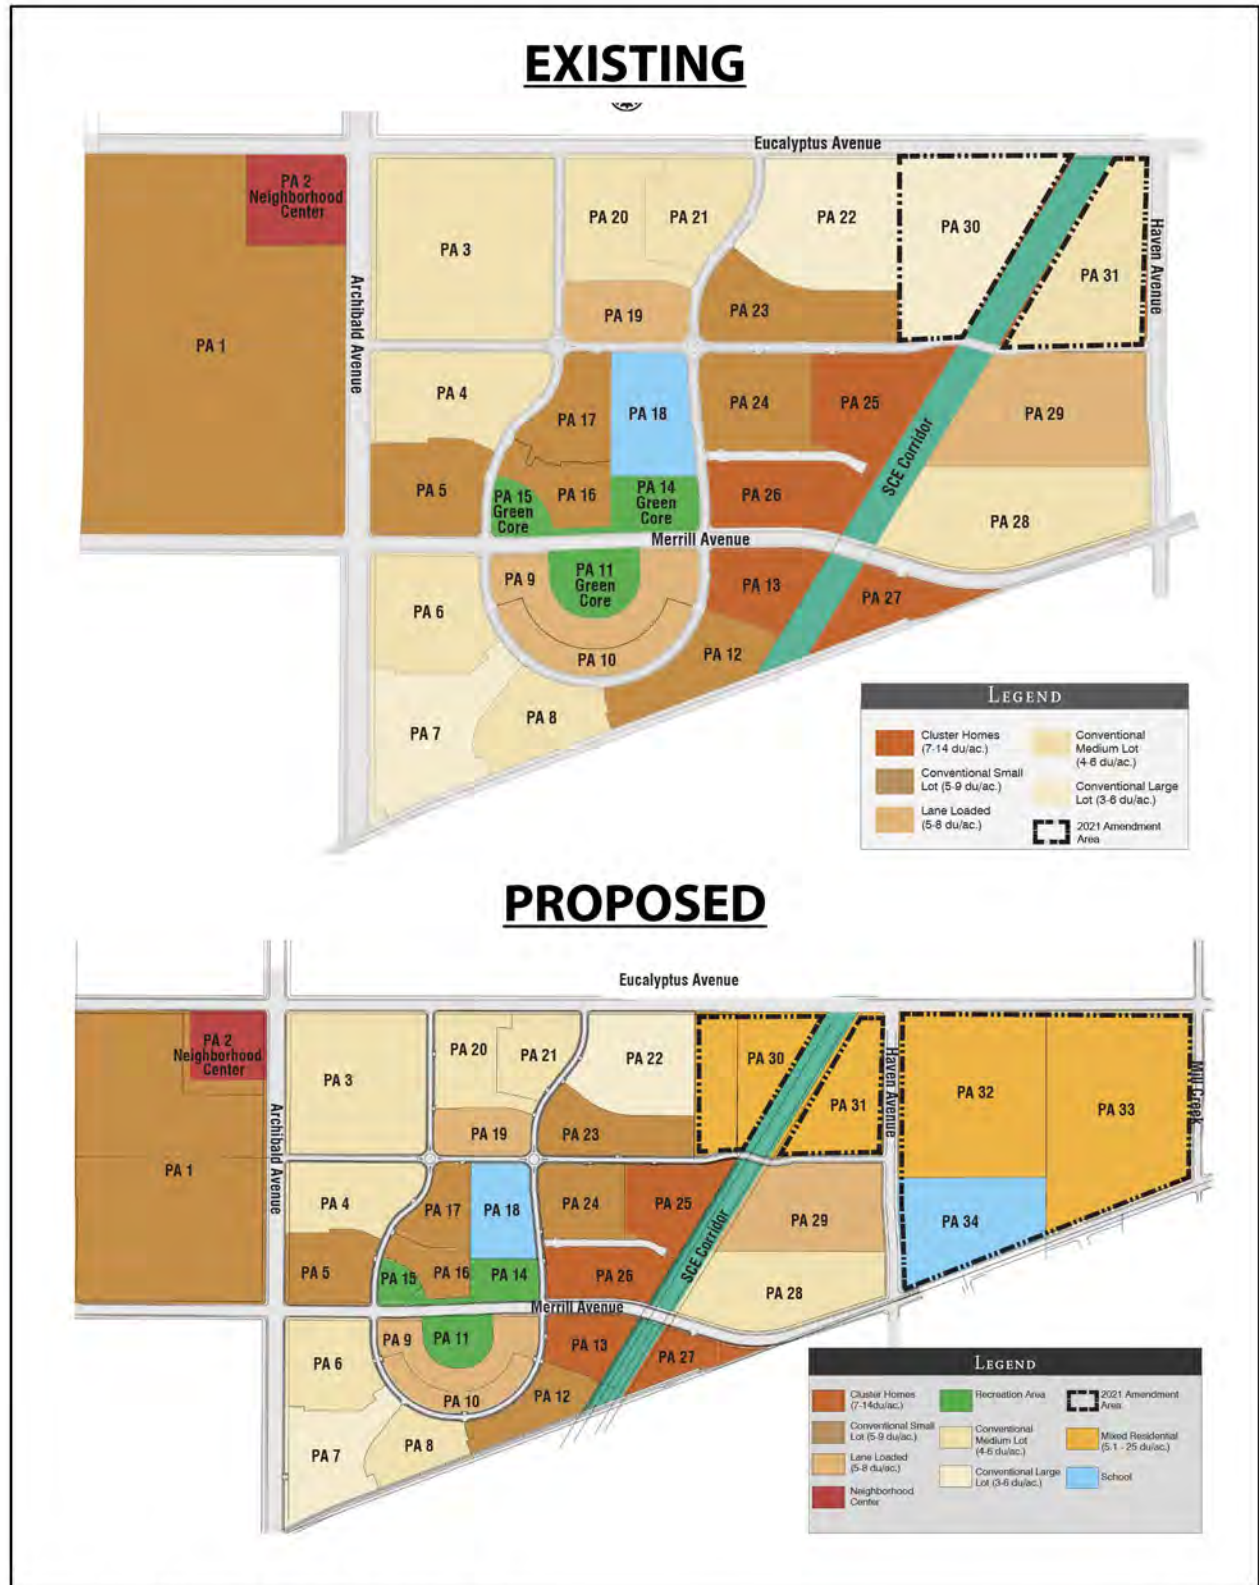 EXISTING
Eucalyptus Avenue
PA 2
Neighborhood
Center
PA 20
PA 21
PA 22
PA 30
PA 3
Haven Avenue
PA 31
Archibald Avenue
PA 19
PA 23
PA 1
PA 4
PA 17
PA 18
PA 24
PA 25
PA 29
SCE Corridor
PA 5
PA 15
Green
Core
PA 16
PA 14
Green
Core
PA 26
PA 28
Merrill Avenue
PA 9
PA 11
Green
Core
PA 13
PA 27
PA 6
PA 10
PA 12
PA 7
PA 8
LEGEND
Cluster Homes
(7-14 du/ac.)
Conventional Small
Lot (5-9 du/ac.)
Lane Loaded
(5-8 du/ac.)
Conventional
Medium Lot
(4-6 du/ac.)
Conventional Large
Lot (3-6 du/ac.)
2021 Amendment
Area
PROPOSED
Eucalyptus Avenue
PA 2
Neighborhood
Center
PA 20
PA 21
PA 22
PA 30
PA 3
Haven Avenue
PA 31
PA 32
PA 33
Mill Creek
Archibald Avenue
PA 19
PA 23
PA 1
PA 4
PA 17
PA 18
PA 24
PA 25
PA 29
PA 34
SCE Corridor
PA 5
PA 15
PA 16
PA 14
PA 26
PA 28
Merrill Avenue
PA 9
PA 11
PA 13
PA 27
PA 6
PA 10
PA 12
PA 7
PA 8
LEGEND
Cluster Homes
(7-14du/ac.)
Conventional Small
Lot (5-9 du/ac.)
Lane Loaded
(5-8 du/ac.)
Neighborhood
Center
Recreation Area
Conventional
Medium Lot
(4-6 du/ac.)
Conventional Large
Lot (3-6 du/ac.)
2021 Amendment
Area
Mixed Residential
(5.1 - 25 du/ac.)
School